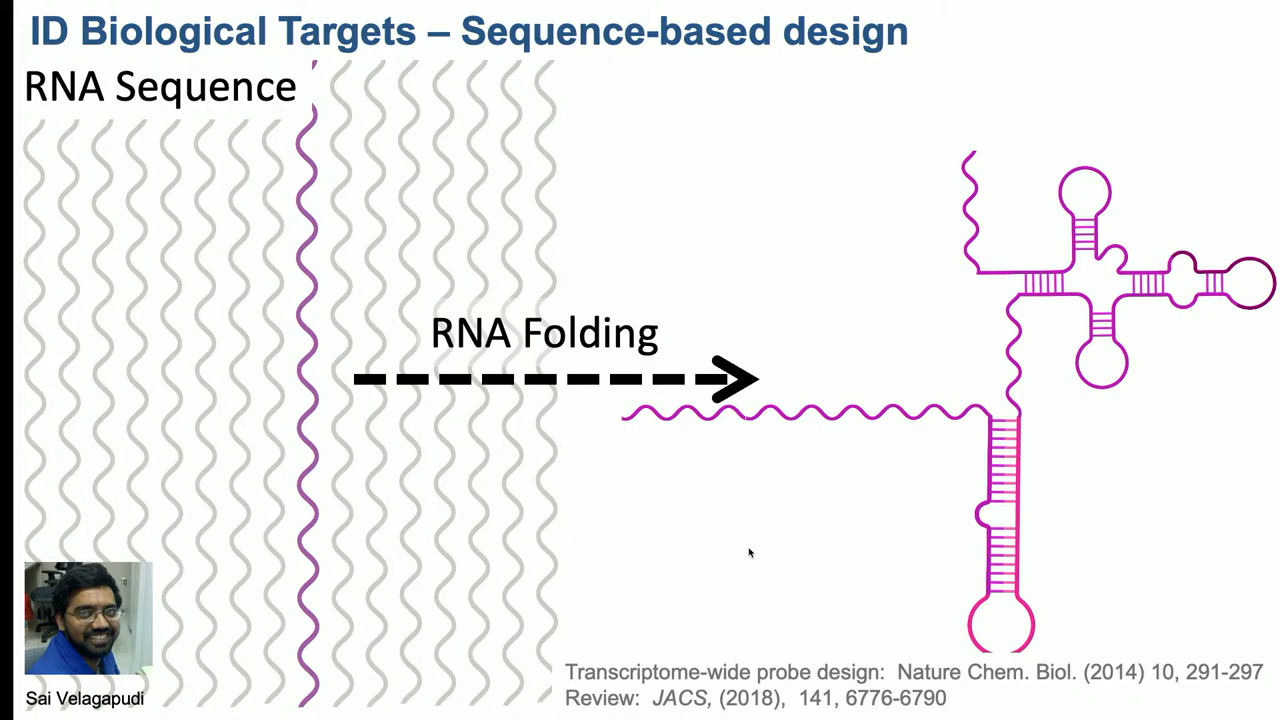 ID Biological Targets – Sequence-based design
RNA Sequence
RNA Folding
Sai Velagapudi
Transcriptome-wide probe design: Nature Chem. Biol. (2014) 10, 291-297
Review: JACS, (2018), 141, 6776-6790